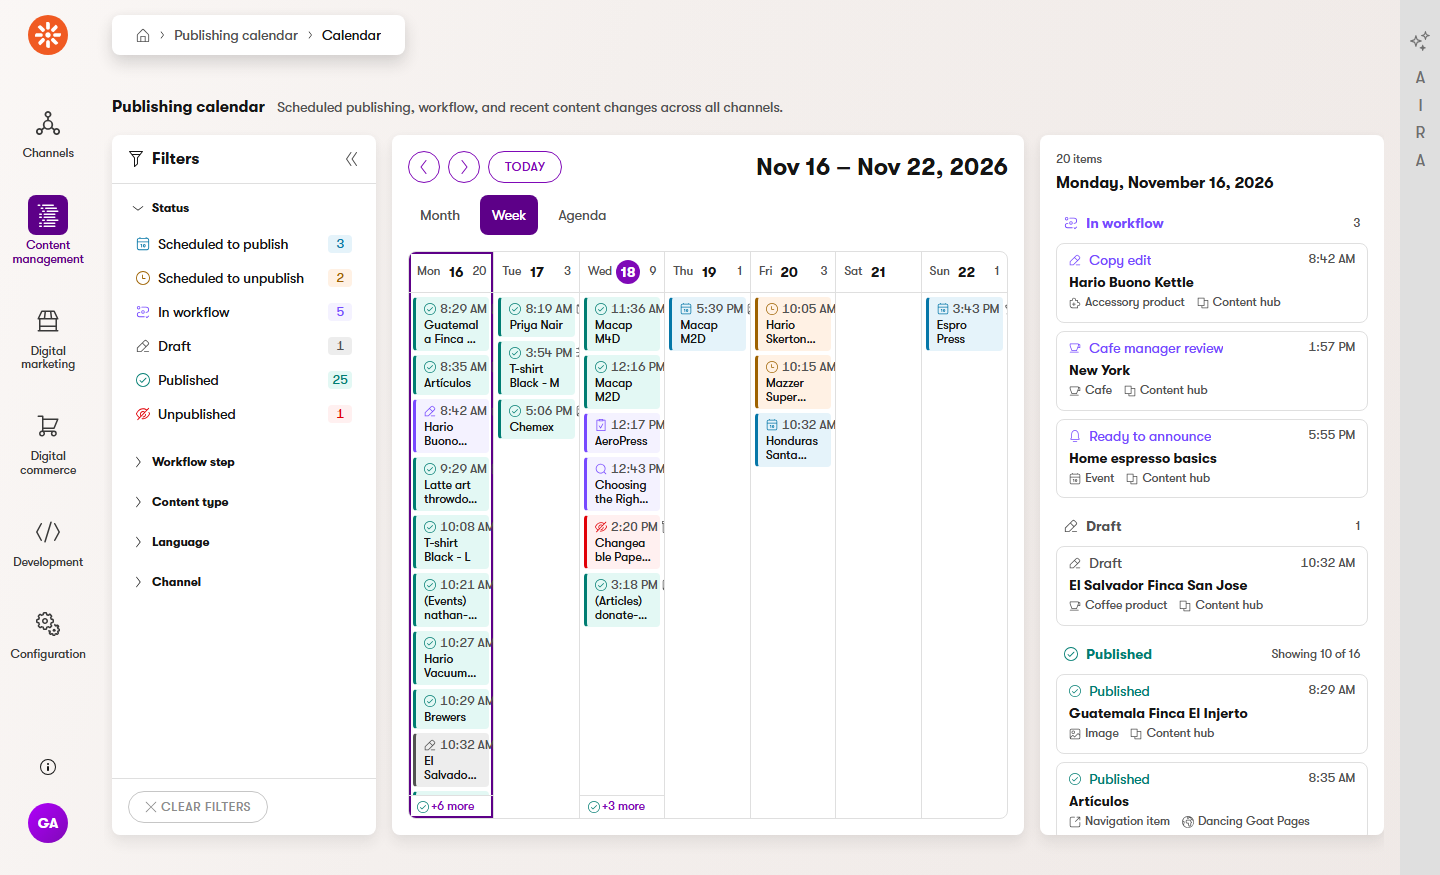 Publishing calendar
Calendar
A
I
R
A
Channels
Content
management
Digital
marketing
Digital
commerce
Development
Configuration
GA
Publishing calendar
Scheduled publishing, workflow, and recent content changes across all channels.
Filters
Status
Scheduled to publish
3
Scheduled to unpublish
2
In workflow
5
Draft
1
Published
25
Unpublished
1
Workflow step
Content type
Language
Channel
CLEAR FILTERS
TODAY
Nov 16 – Nov 22, 2026
Month
Week
Agenda
Mon 16 20
Tue 17 3
Wed 18 9
Thu 19 1
Fri 20 3
Sat 21
Sun 22 1
8:29 AM
Guatemal
a Finca ...
8:35 AM
Artículos
8:42 AM
Hario
Buono...
9:29 AM
Latte art
throwdo...
10:08 AM
T-shirt
Black - L
10:21 AM
(Events)
nathan-...
10:27 AM
Hario
Vacuum...
10:29 AM
Brewers
10:32 AM
El
Salvado...
+6 more
8:19 AM
Priya Nair
3:54 PM
T-shirt
Black - M
5:06 PM
Chemex
11:36 AM
Macap
M4D
12:16 PM
Macap
M2D
12:17 PM
AeroPress
12:43 PM
Choosing
the Righ...
2:20 PM
Changea
ble Pape...
3:18 PM
(Articles)
donate-...
+3 more
5:39 PM
Macap
M2D
10:05 AM
Hario
Skerton...
10:15 AM
Mazzer
Super...
10:32 AM
Honduras
Santa...
3:43 PM
Espro
Press
20 items
Monday, November 16, 2026
In workflow
3
Copy edit
8:42 AM
Hario Buono Kettle
Accessory product
Content hub
Cafe manager review
1:57 PM
New York
Cafe
Content hub
Ready to announce
5:55 PM
Home espresso basics
Event
Content hub
Draft
1
Draft
10:32 AM
El Salvador Finca San Jose
Coffee product
Content hub
Published
Showing 10 of 16
Published
8:29 AM
Guatemala Finca El Injerto
Image
Content hub
Published
8:35 AM
Artículos
Navigation item
Dancing Goat Pages